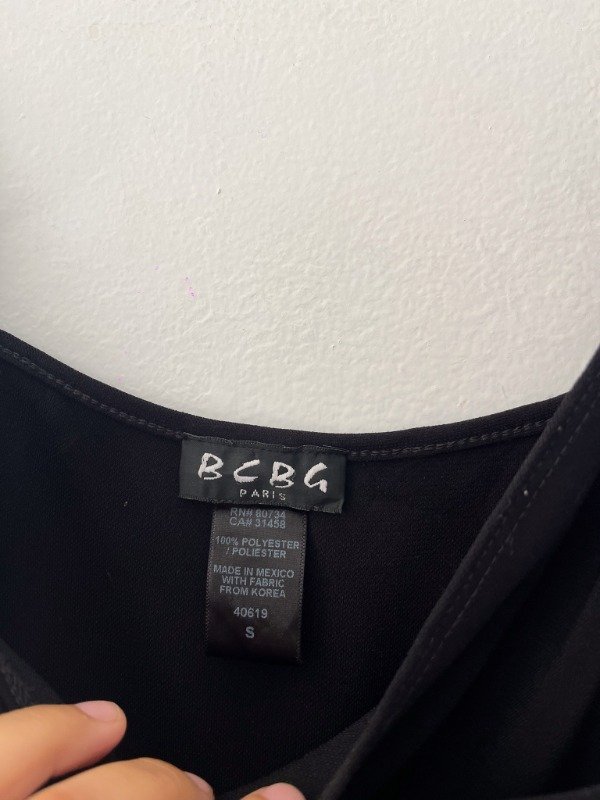 BCBG
PARIS
RN# 80734
CA# 31458
100% POLYESTER
/ POLIESTER
MADE IN MEXICO
WITH FABRIC
FROM KOREA
40619
S